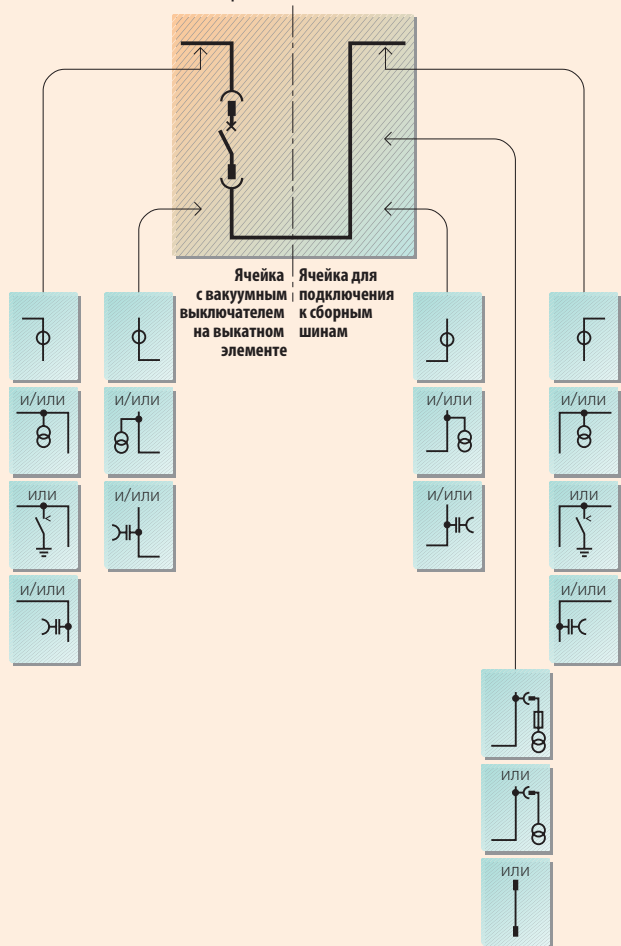 Ячейка
с вакуумным
выключателем
на выкатном
элементе
Ячейка для
подключения
к сборным
шинам
и/или
или
и/или
и/или
и/или
и/или
и/или
и/или
или
и/или
или
или